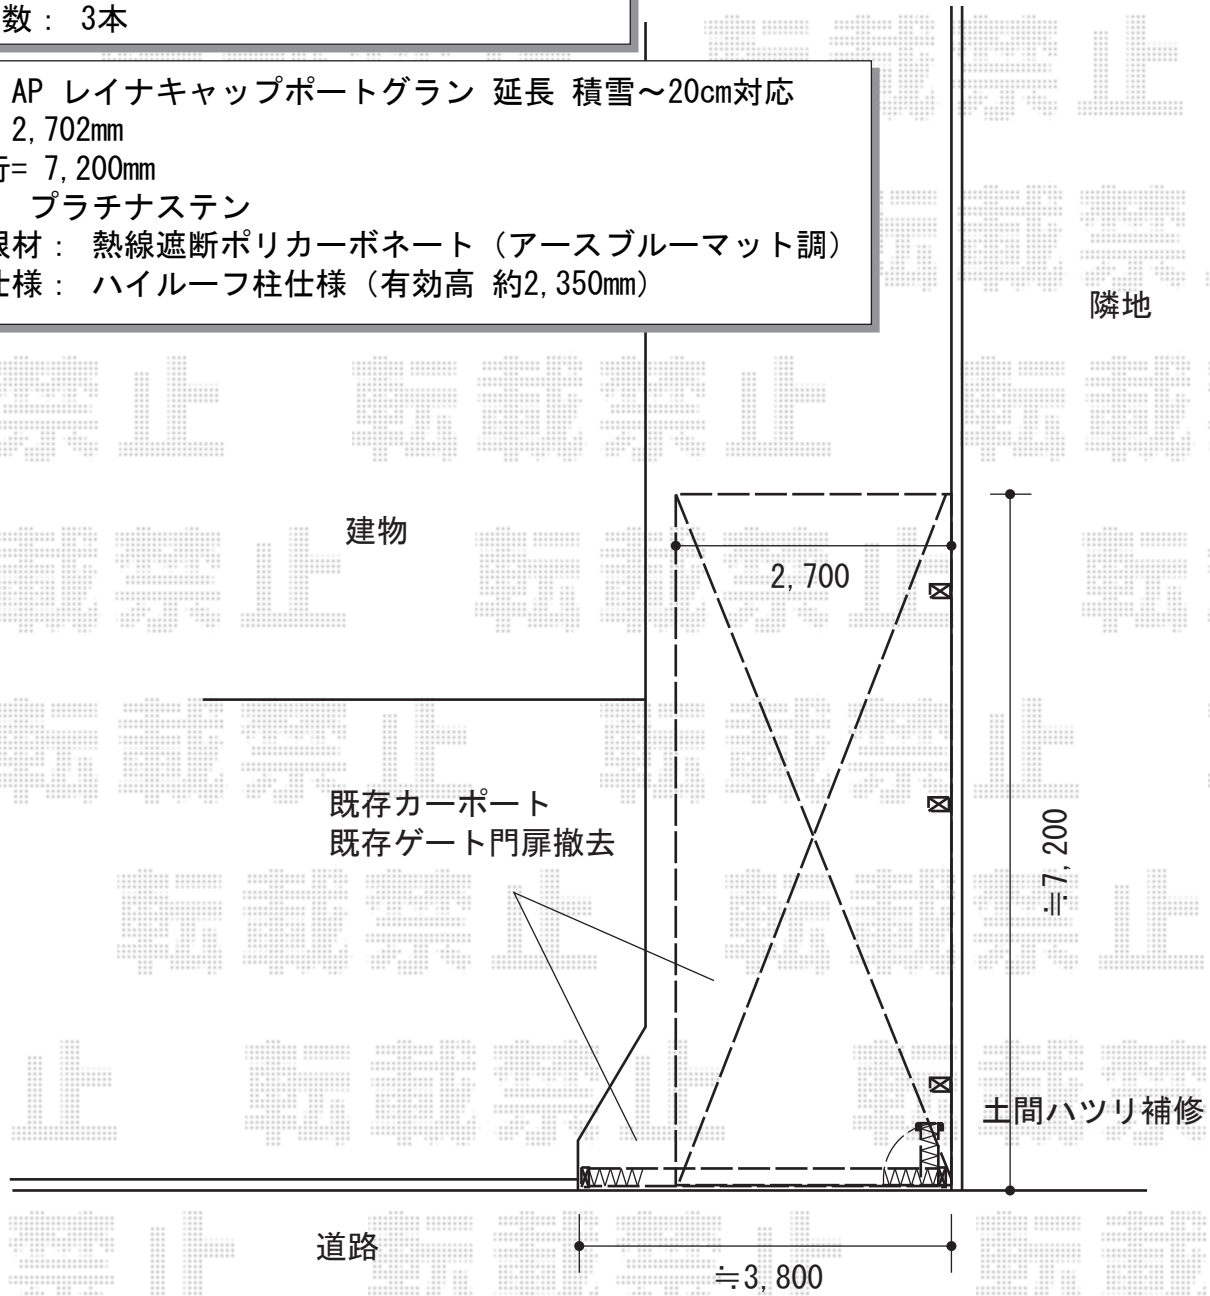 数： 3本
AP レイナキャップポートグラン 延長 積雪～20cm対応
2,702mm
行= 7,200mm
プラチナステン
根材： 熱線遮断ポリカーボネート（アースブルーマット調）
仕様： ハイルーフ柱仕様（有効高 約2,350mm）
隣地
建物
2,700
既存カーポート
既存ゲート門扉撤去
≒7,200
土間ハツリ補修
道路
≒3,800
転載禁止